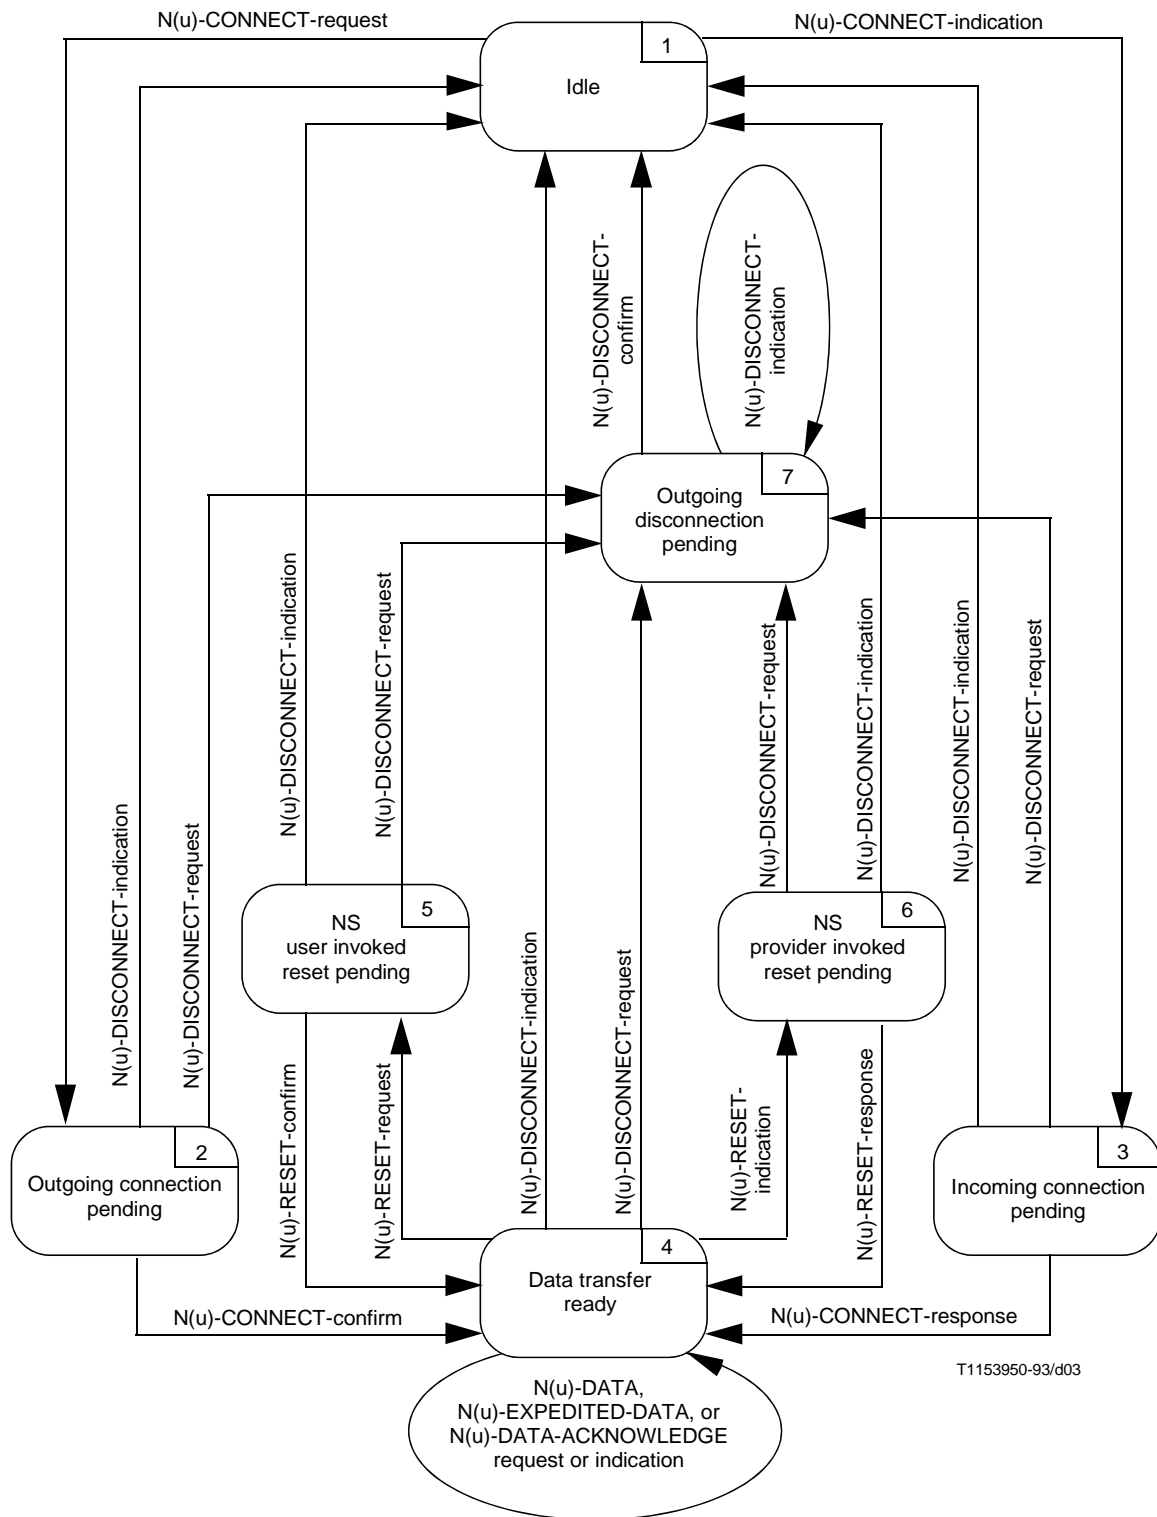 N(u)-CONNECT-request
N(u)-CONNECT-indication
1
Idle
N(u)-DISCONNECT-
confirm
N(u)-DISCONNECT-
indication
7
Outgoing
disconnection
pending
N(u)-DISCONNECT-indication
N(u)-DISCONNECT-request
N(u)-DISCONNECT-indication
N(u)-DISCONNECT-request
N(u)-DISCONNECT-indication
N(u)-DISCONNECT-request
N(u)-DISCONNECT-request
N(u)-DISCONNECT-indication
N(u)-DISCONNECT-indication
N(u)-DISCONNECT-request
5
NS
user invoked
reset pending
6
NS
provider invoked
reset pending
N(u)-RESET-confirm
N(u)-RESET-request
N(u)-RESET-
indication
N(u)-RESET-response
2
Outgoing connection
pending
3
Incoming connection
pending
4
Data transfer
ready
N(u)-CONNECT-confirm
N(u)-CONNECT-response
T1153950-93/d03
N(u)-DATA,
N(u)-EXPEDITED-DATA, or
N(u)-DATA-ACKNOWLEDGE
request or indication